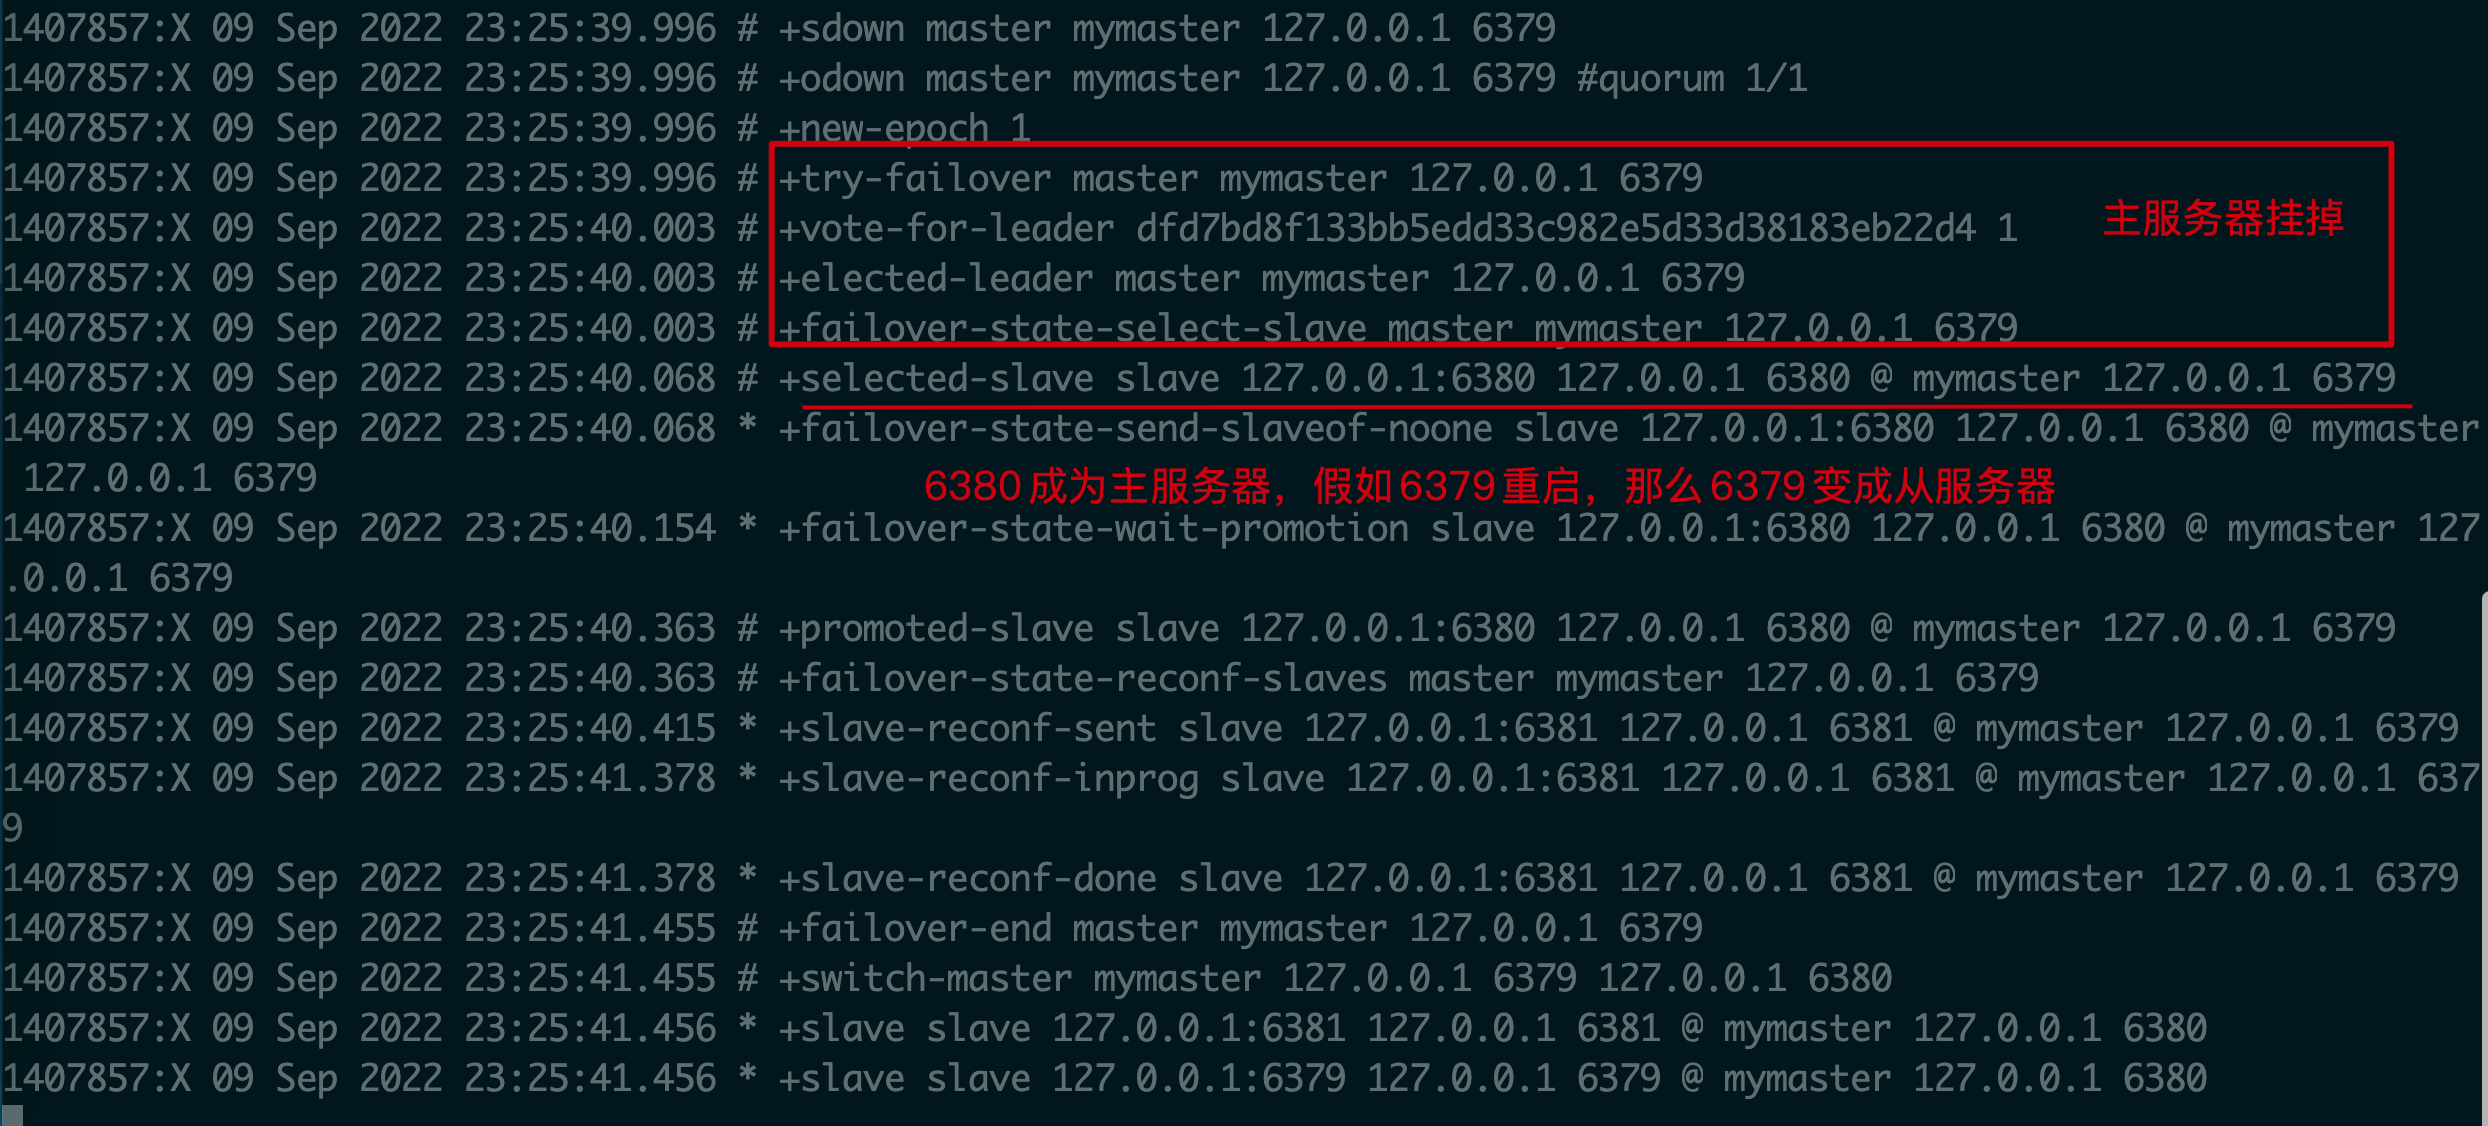 1407857:X 09 Sep 2022 23:25:39.996 # +sdown master mymaster 127.0.0.1 6379
1407857:X 09 Sep 2022 23:25:39.996 # +odown master mymaster 127.0.0.1 6379 #quorum 1/1
1407857:X 09 Sep 2022 23:25:39.996 # +new-epoch 1
1407857:X 09 Sep 2022 23:25:39.996 # +try-failover master mymaster 127.0.0.1 6379
1407857:X 09 Sep 2022 23:25:40.003 # +vote-for-leader dfd7bd8f133bb5edd33c982e5d33d38183eb22d4 1
主服务器挂掉
1407857:X 09 Sep 2022 23:25:40.003 # +elected-leader master mymaster 127.0.0.1 6379
1407857:X 09 Sep 2022 23:25:40.003 # +failover-state-select-slave master mymaster 127.0.0.1 6379
1407857:X 09 Sep 2022 23:25:40.068 # +selected-slave slave 127.0.0.1:6380 127.0.0.1 6380 @ mymaster 127.0.0.1 6379
1407857:X 09 Sep 2022 23:25:40.068 * +failover-state-send-slaveof-noone slave 127.0.0.1:6380 127.0.0.1 6380 @ mymaster
127.0.0.1 6379
6380成为主服务器，假如6379重启，那么6379变成从服务器
1407857:X 09 Sep 2022 23:25:40.154 * +failover-state-wait-promotion slave 127.0.0.1:6380 127.0.0.1 6380 @ mymaster 127
.0.0.1 6379
1407857:X 09 Sep 2022 23:25:40.363 # +promoted-slave slave 127.0.0.1:6380 127.0.0.1 6380 @ mymaster 127.0.0.1 6379
1407857:X 09 Sep 2022 23:25:40.363 # +failover-state-reconf-slaves master mymaster 127.0.0.1 6379
1407857:X 09 Sep 2022 23:25:40.415 * +slave-reconf-sent slave 127.0.0.1:6381 127.0.0.1 6381 @ mymaster 127.0.0.1 6379
1407857:X 09 Sep 2022 23:25:41.378 * +slave-reconf-inprog slave 127.0.0.1:6381 127.0.0.1 6381 @ mymaster 127.0.0.1 637
9
1407857:X 09 Sep 2022 23:25:41.378 * +slave-reconf-done slave 127.0.0.1:6381 127.0.0.1 6381 @ mymaster 127.0.0.1 6379
1407857:X 09 Sep 2022 23:25:41.455 # +failover-end master mymaster 127.0.0.1 6379
1407857:X 09 Sep 2022 23:25:41.455 # +switch-master mymaster 127.0.0.1 6379 127.0.0.1 6380
1407857:X 09 Sep 2022 23:25:41.456 * +slave slave 127.0.0.1:6381 127.0.0.1 6381 @ mymaster 127.0.0.1 6380
1407857:X 09 Sep 2022 23:25:41.456 * +slave slave 127.0.0.1:6379 127.0.0.1 6379 @ mymaster 127.0.0.1 6380